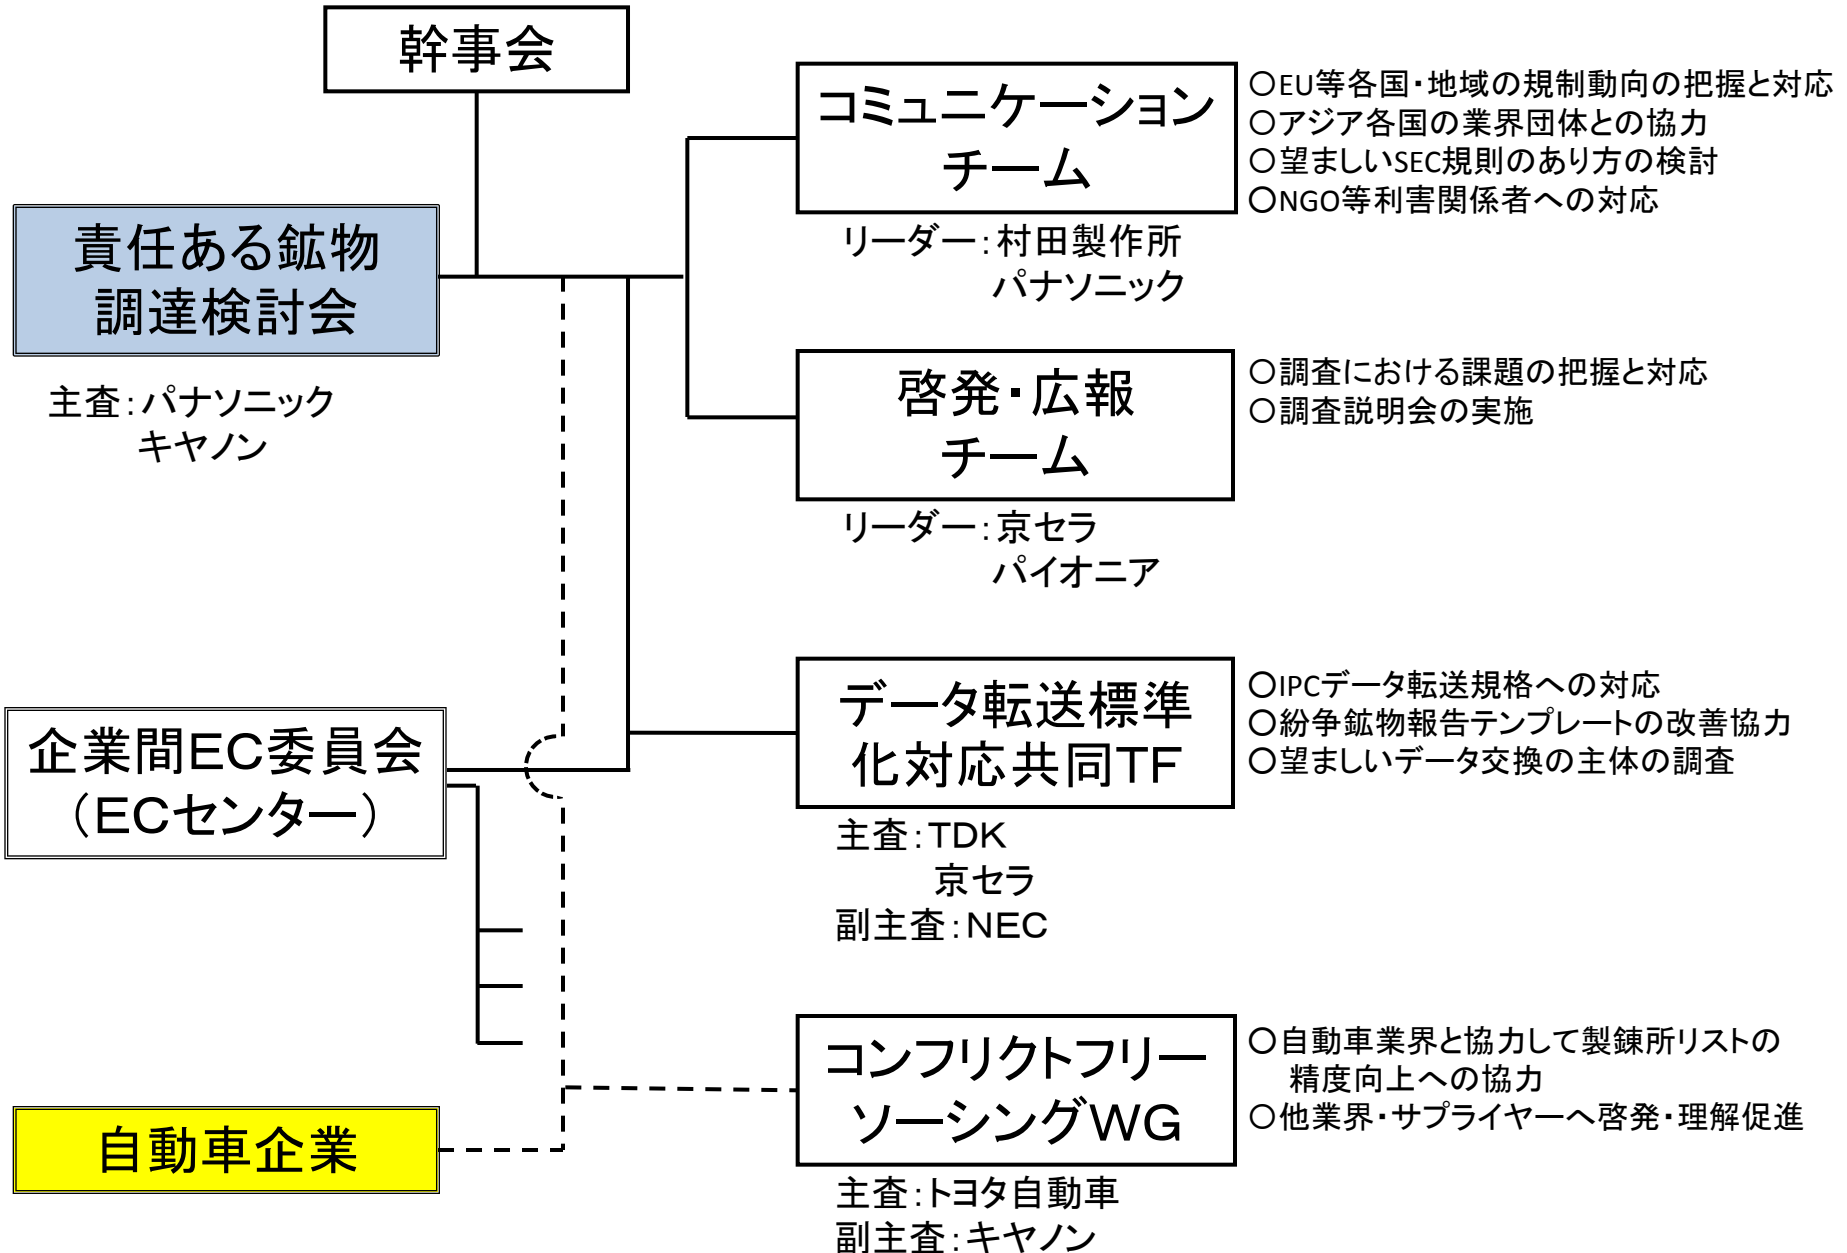 幹事会
責任ある鉱物
調達検討会
主査：パナソニック
キヤノン
企業間EC委員会
（ECセンター）
自動車企業
コミュニケーション
チーム
リーダー：村田製作所
パナソニック
○EU等各国・地域の規制動向の把握と対応
○アジア各国の業界団体との協力
○望ましいSEC規則のあり方の検討
○NGO等利害関係者への対応
啓発・広報
チーム
リーダー：京セラ
パイオニア
○調査における課題の把握と対応
○調査説明会の実施
データ転送標準
化対応共同TF
主査：TDK
京セラ
副主査：NEC
○IPCデータ転送規格への対応
○紛争鉱物報告テンプレートの改善協力
○望ましいデータ交換の主体の調査
コンフリクトフリー
ソーシングWG
主査：トヨタ自動車
副主査：キヤノン
○自動車業界と協力して製錬所リストの
精度向上への協力
○他業界・サプライヤーへ啓発・理解促進